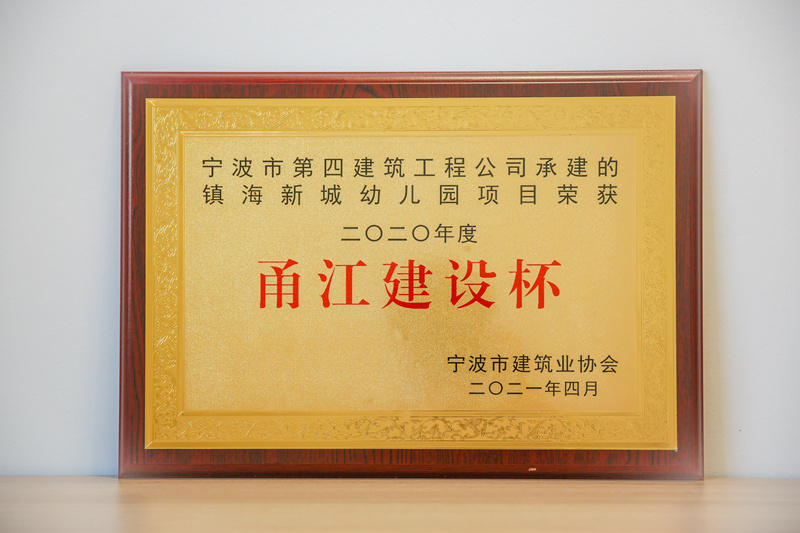 宁波市第四建筑工程公司承建的
镇海新城幼儿园项目荣获
二〇二〇年度
甬江建设杯
宁波市建筑业协会
二〇二一年四月